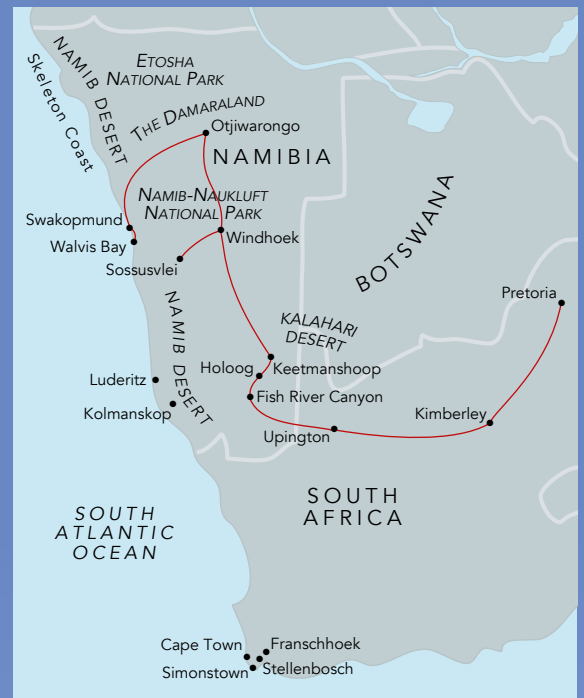 NAMIB DESERT
Skeleton Coast
ETOSHA
NATIONAL PARK
THE DAMARALAND
Otjiwarongo
NAMIBIA
NAMIB-NAUKLUFT
NATIONAL PARK
Swakopmund
Windhoek
Walvis Bay
Sossusvlei
BOTSWANA
Pretoria
NAMIB DESERT
KALAHARI
DESERT
Holoog
Keetmanshoop
Luderitz
Fish River Canyon
Kolmanskop
Kimberley
Upington
SOUTH
AFRICA
SOUTH
ATLANTIC
OCEAN
Cape Town
Franschhoek
Simonstown
Stellenbosch